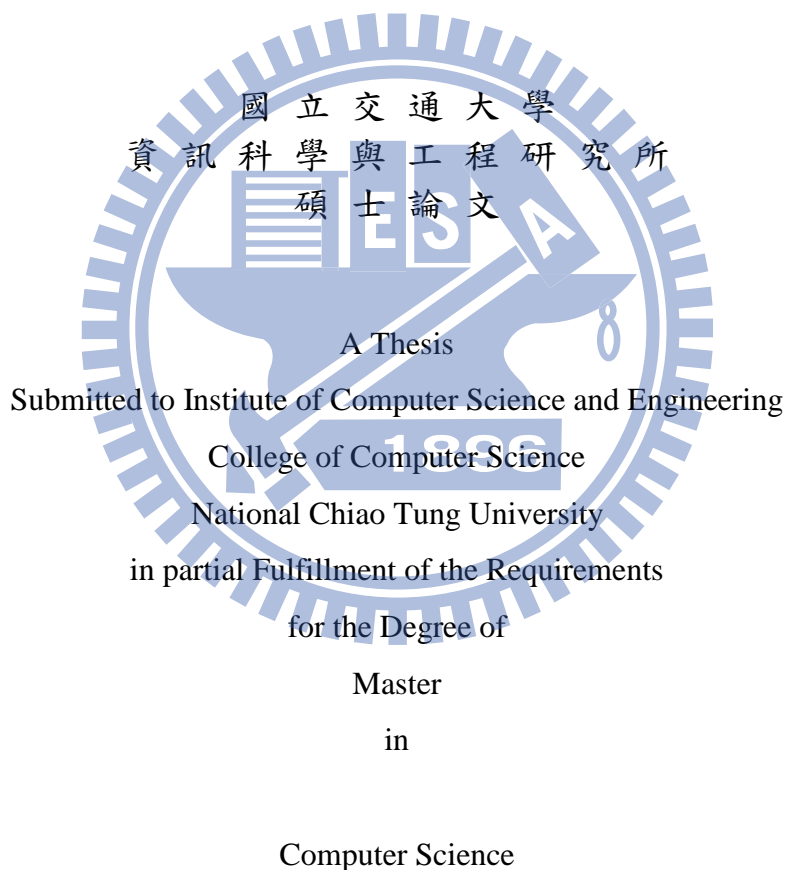 國立交通大學
資訊科學與工程研究所
碩士論文
ESA
A Thesis
Submitted to Institute of Computer Science and Engineering
College of Computer Science
1896
National Chiao Tung University
in partial Fulfillment of the Requirements
for the Degree of
Master
in
Computer Science